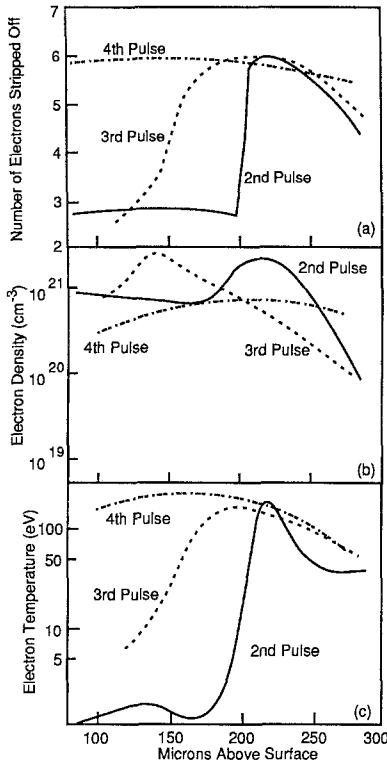 Number of Electrons Stripped Off
7
6
5
4
3
2
4th Pulse
3rd Pulse
2nd Pulse
(a)
Electron Density (cm-3)
10 21
10 20
10 19
2nd Pulse
4th Pulse
3rd Pulse
(b)
Electron Temperature (eV)
100
50
10
5
4th Pulse
3rd Pulse
2nd Pulse
(c)
100 150 200 250 300
Microns Above Surface